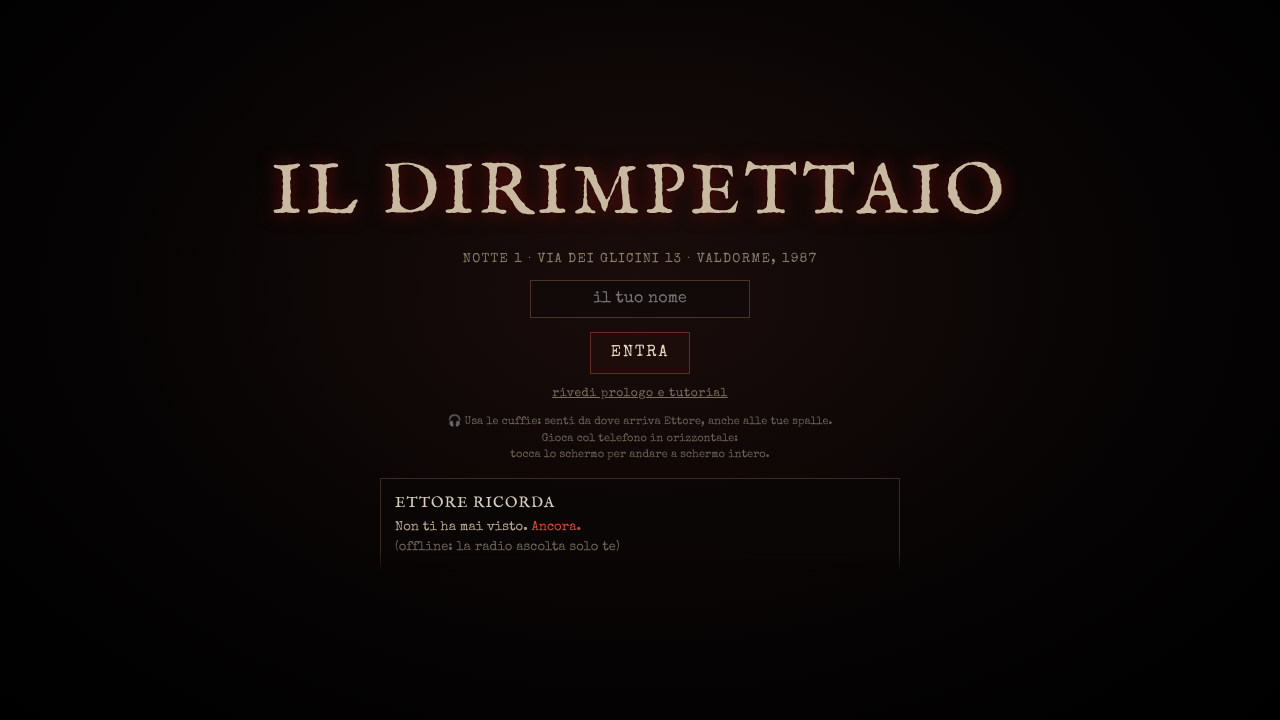 IL DIRIMPETTAIO
NOTTE 1 · VIA DEI GLICINI 13 · VALDORME, 1987
il tuo nome
ENTRA
rivedi prologo e tutorial
🎧 Usa le cuffie: senti da dove arriva Ettore, anche alle tue spalle.
Gioca col telefono in orizzontale:
tocca lo schermo per andare a schermo intero.
ETTORE RICORDA
Non ti ha mai visto. Ancora.
(offline: la radio ascolta solo te)